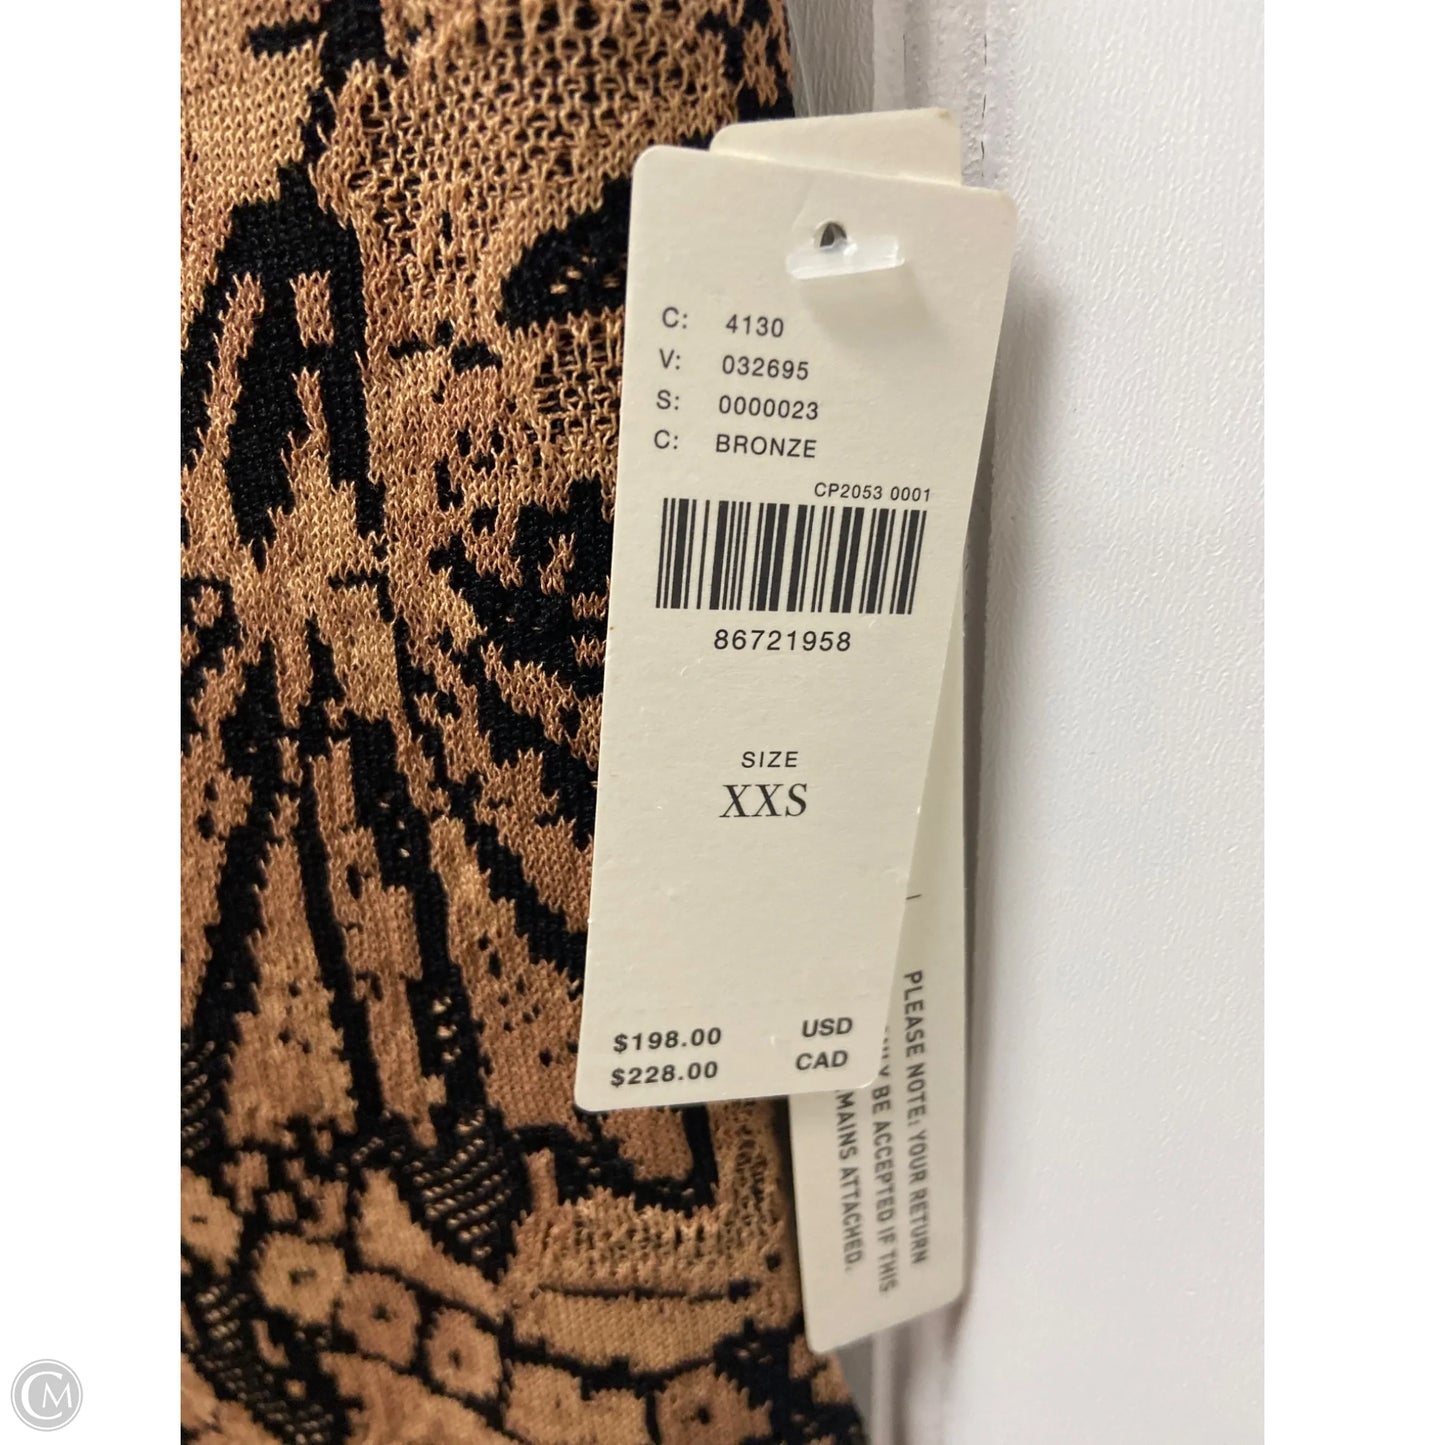 C: 4130
V: 032695
S: 0000023
C: BRONZE
CP2053 0001
86721958
SIZE
XXS
$198.00 USD
$228.00 CAD
PLEASE NOTE: YOUR RETURN
BE ACCEPTED IF THIS
ATTACHED.
CM